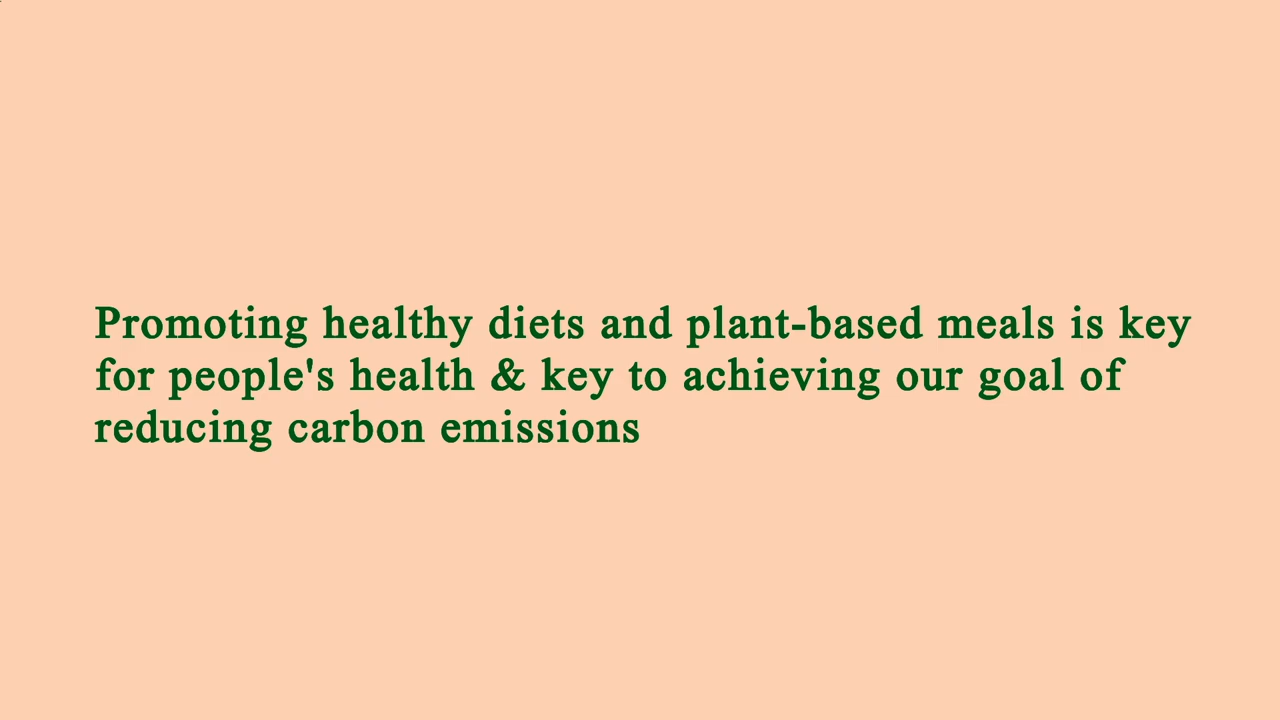 Promoting healthy diets and plant-based meals is key
for people's health & key to achieving our goal of
reducing carbon emissions